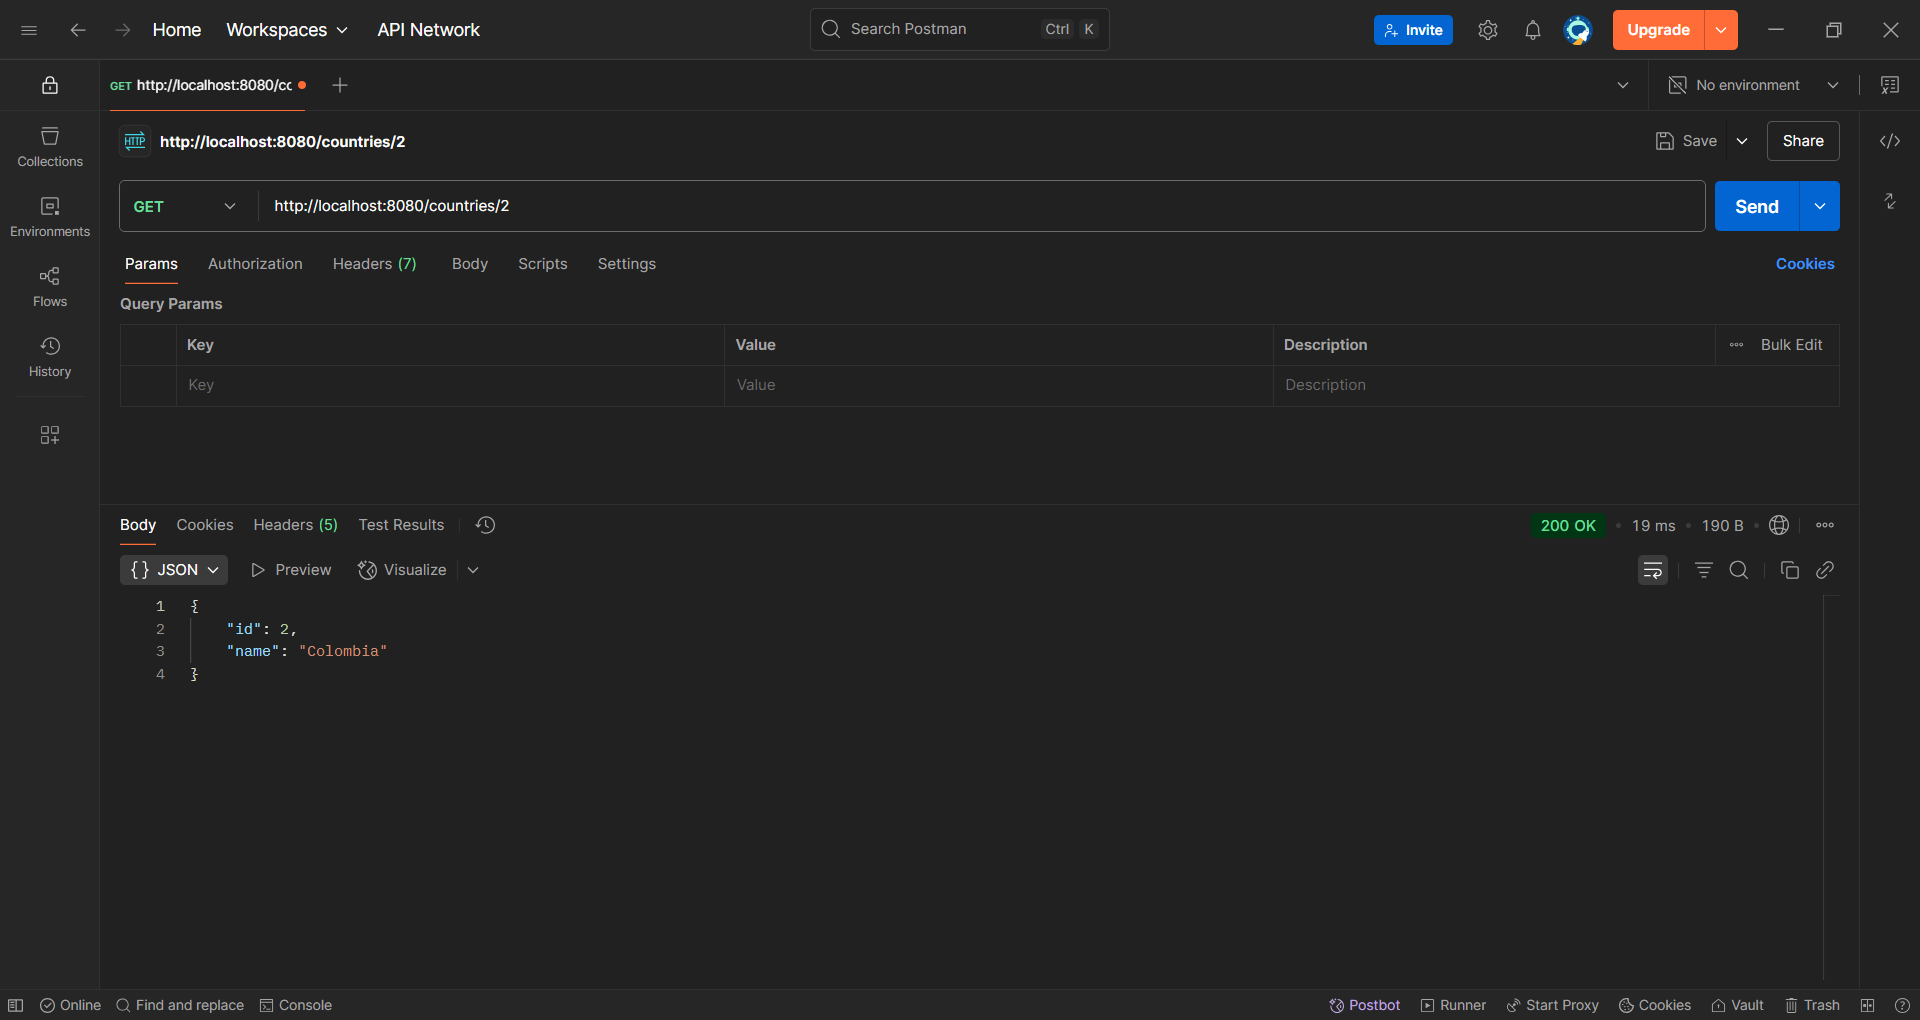 Home Workspaces API Network Search Postman Ctrl K Invite Upgrade
GET http://localhost:8080/cc No environment
HTTP http://localhost:8080/countries/2 Save Share
Collections
Environments
Flows
History
GET http://localhost:8080/countries/2 Send
Params Authorization Headers (7) Body Scripts Settings Cookies
Query Params
Key Value Description Bulk Edit
Key Value Description
Body Cookies Headers (5) Test Results 200 OK 19 ms 190 B
{} JSON Preview Visualize
1 {
2 "id": 2,
3 "name": "Colombia"
4 }
Online Find and replace Console Postbot Runner Start Proxy Cookies Vault Trash